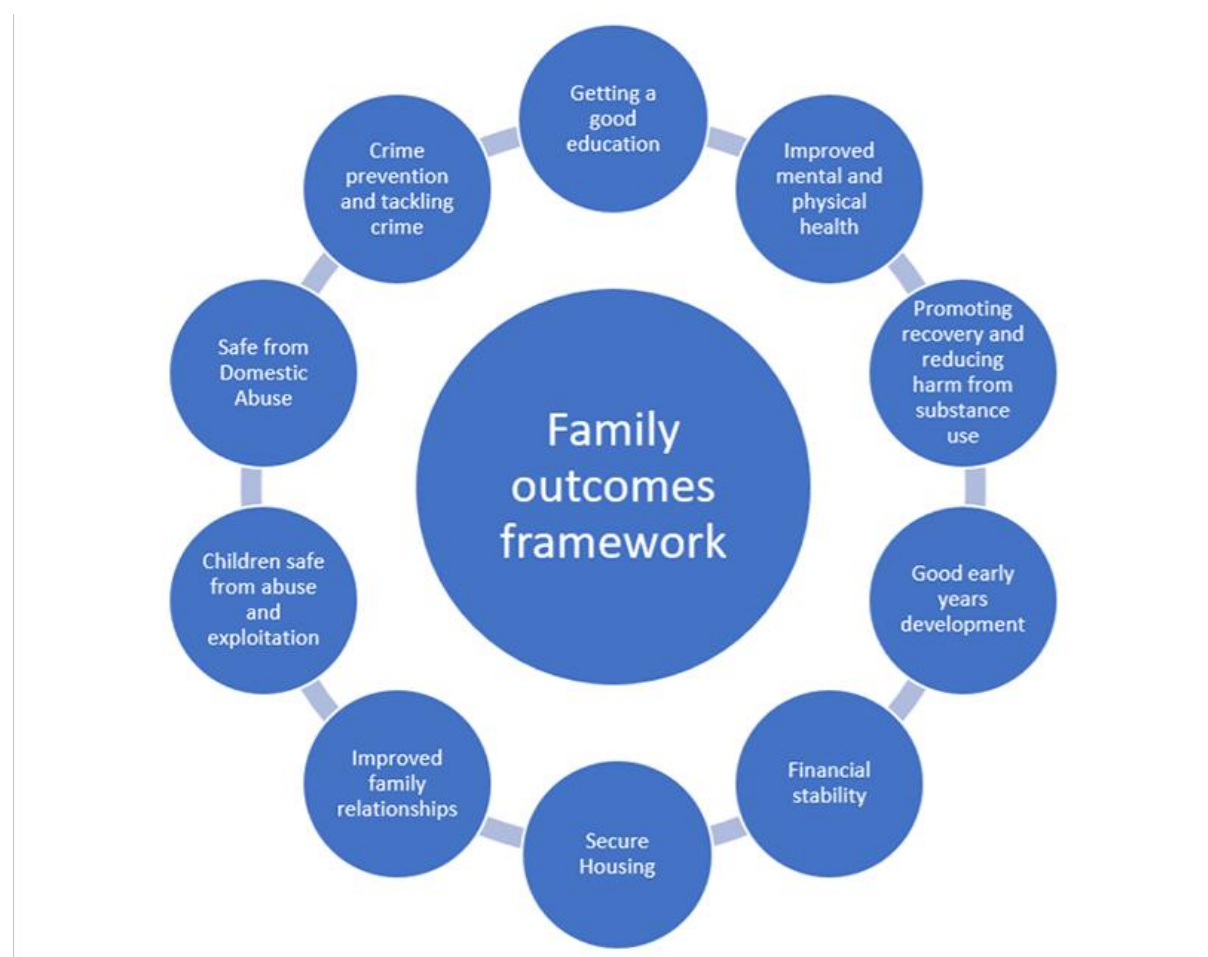 Getting a
good
education
Improved
mental and
physical
health
Promoting
recovery and
reducing
harm from
substance
use
Good early
years
development
Financial
stability
Secure
Housing
Improved
family
relationships
Children safe
from abuse
and
exploitation
Safe from
Domestic
Abuse
Crime
prevention
and tackling
crime
Family
outcomes
framework